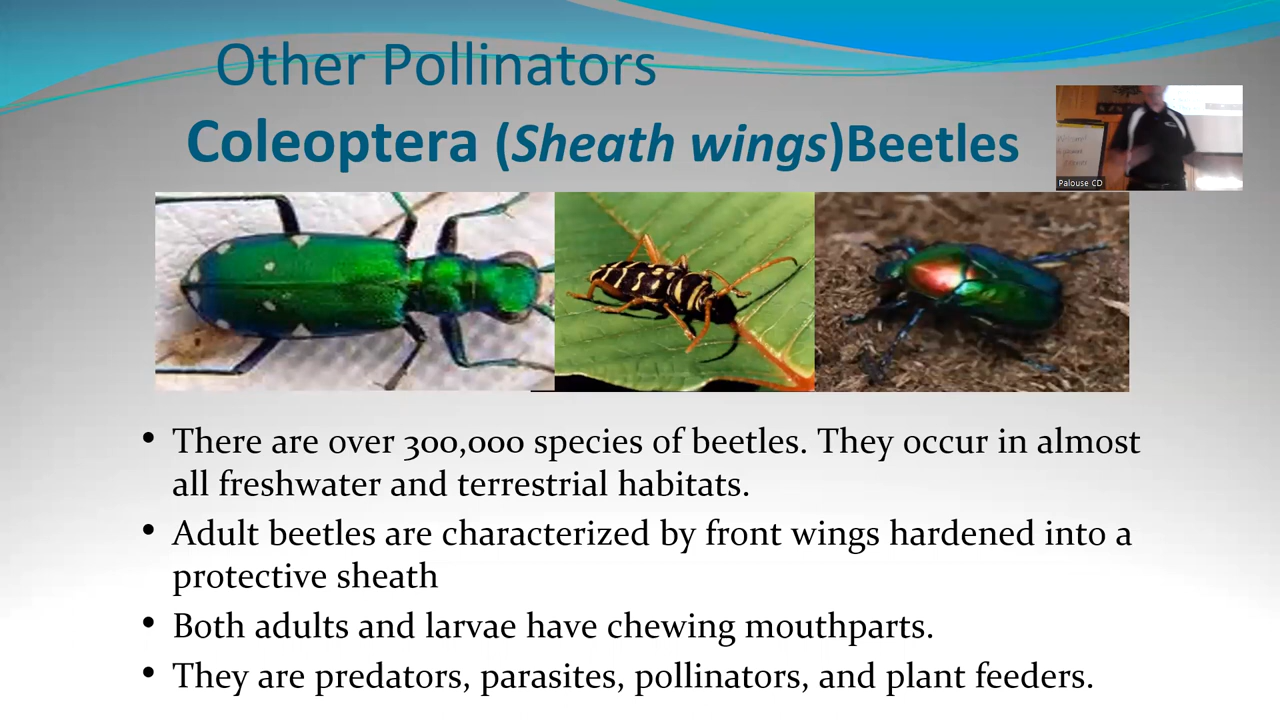 Other Pollinators
Coleoptera (Sheath wings)Beetles
Palouse CD
• There are over 300,000 species of beetles. They occur in almost
all freshwater and terrestrial habitats.
• Adult beetles are characterized by front wings hardened into a
protective sheath
• Both adults and larvae have chewing mouthparts.
• They are predators, parasites, pollinators, and plant feeders.